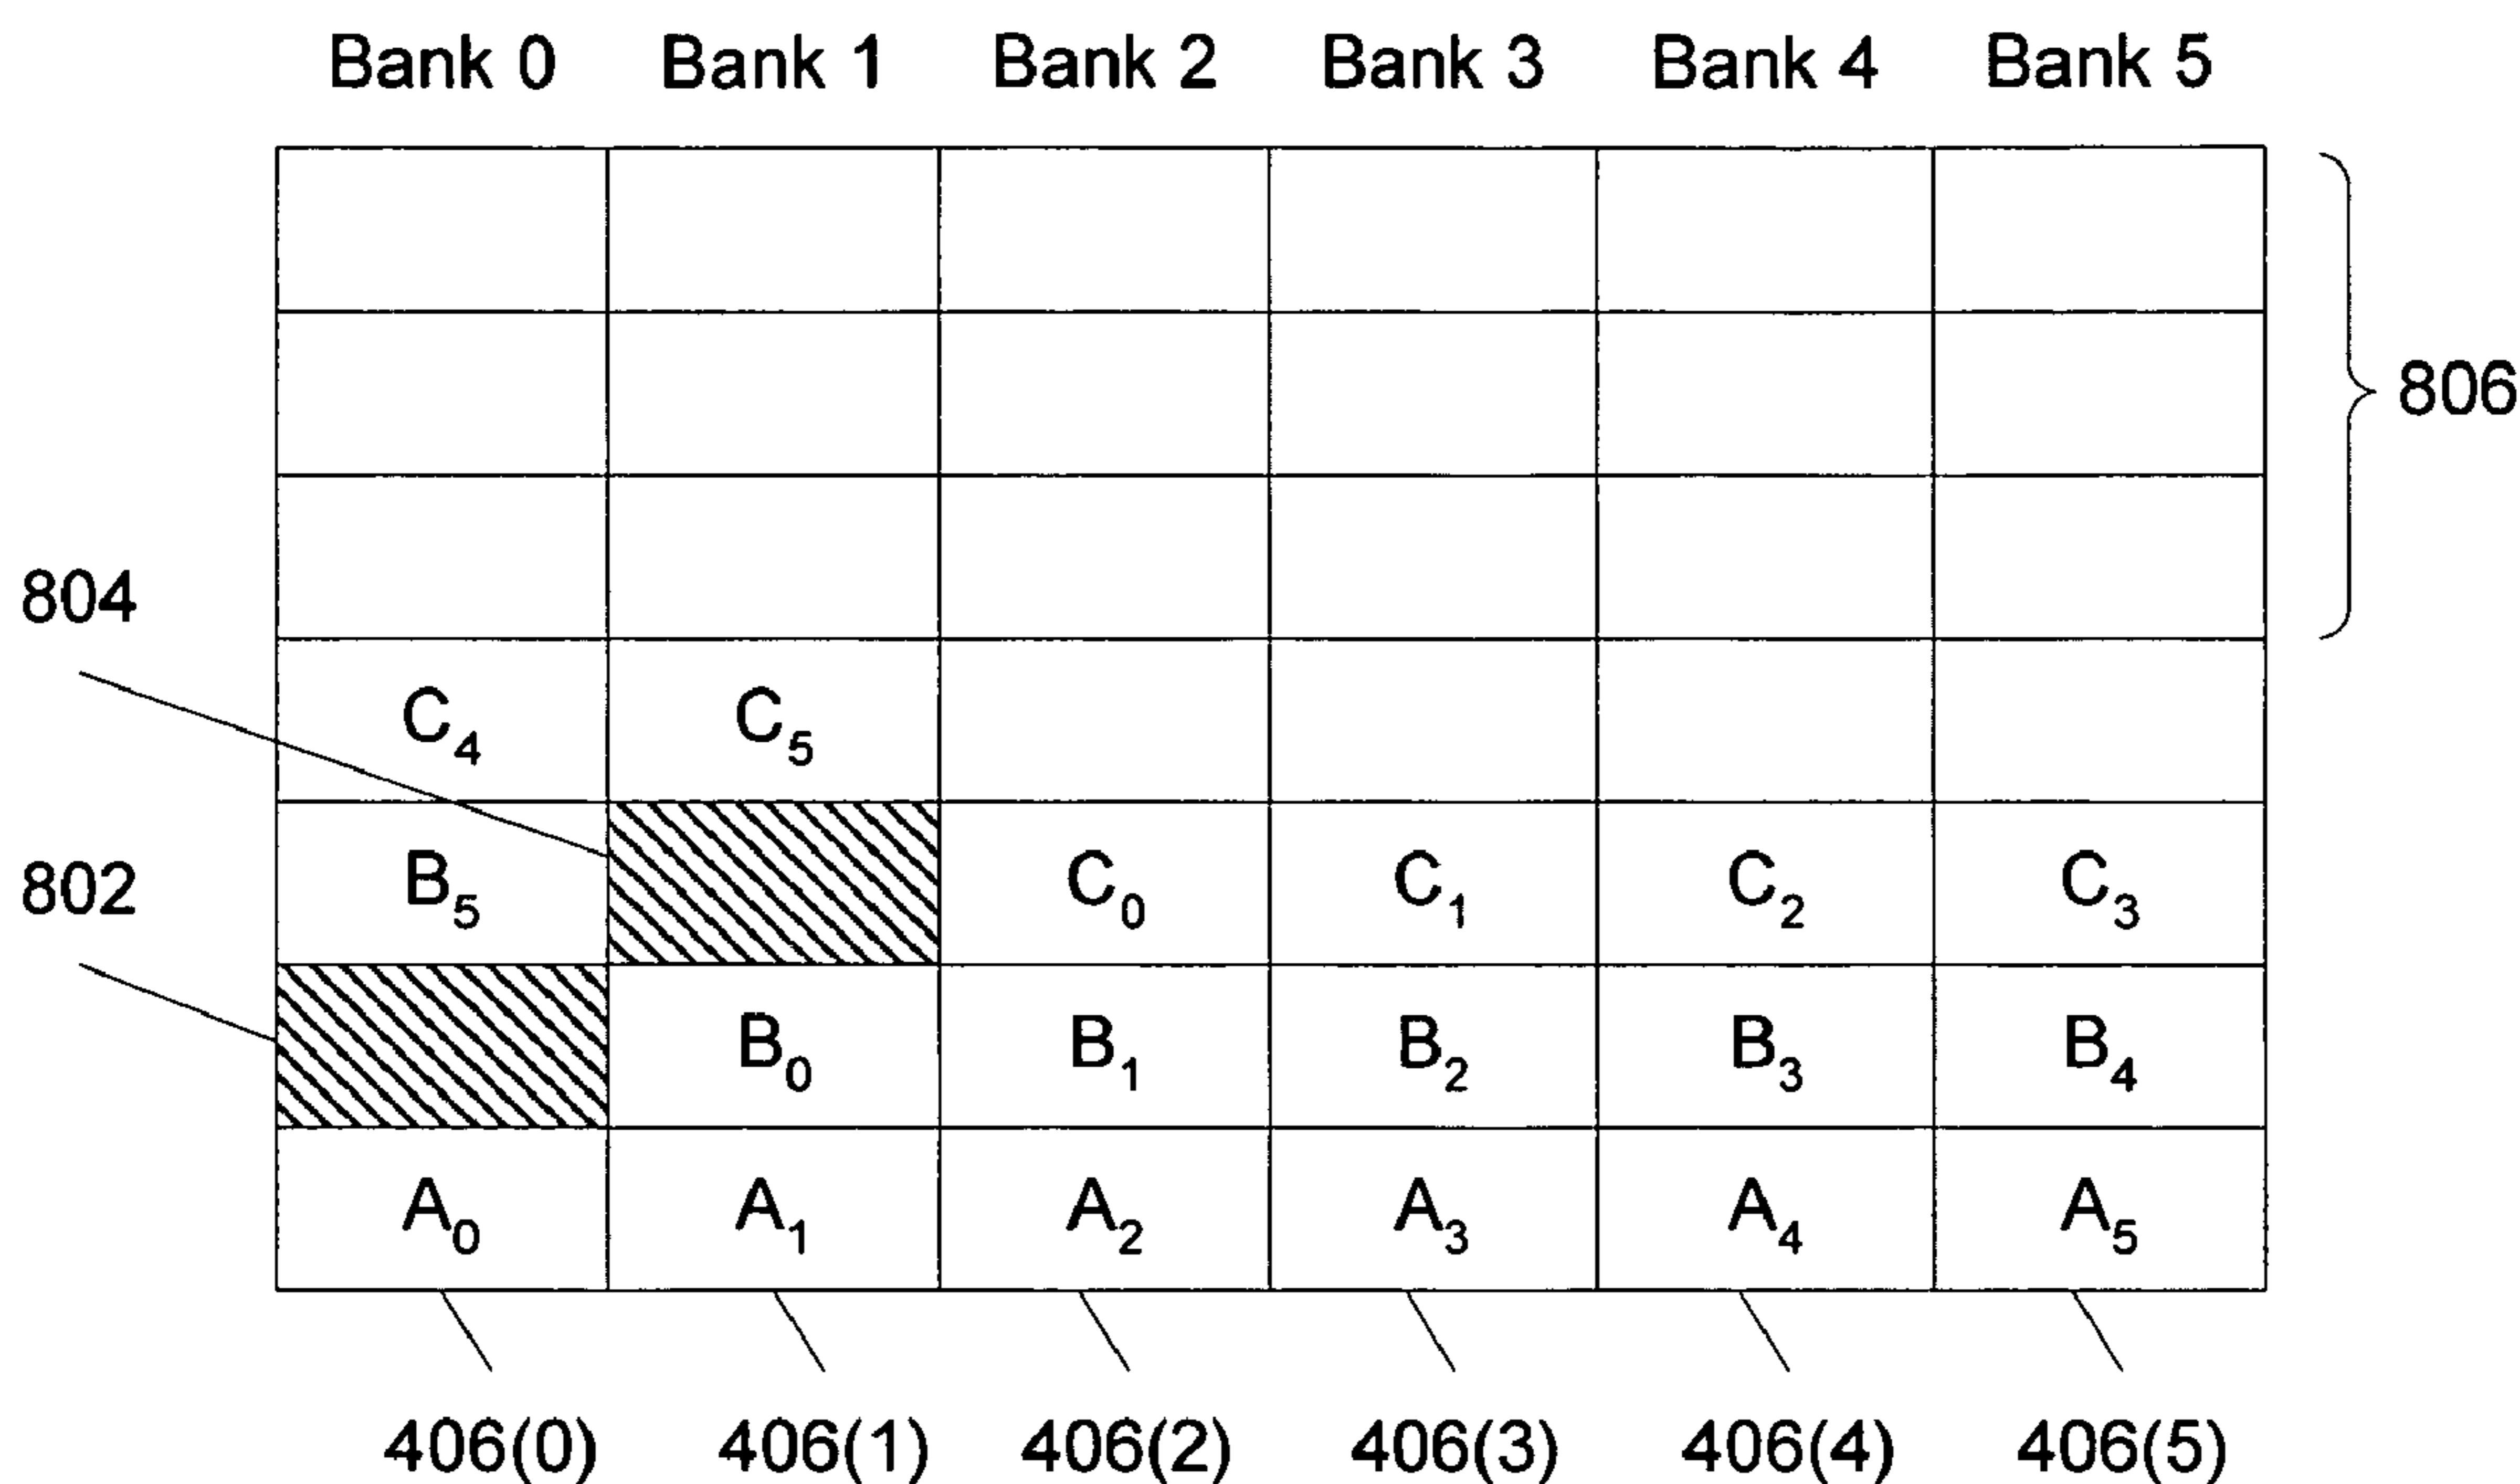 Bank 0 Bank 1 Bank 2 Bank 3 Bank 4 Bank 5
806
804
C4 C5
802
B5 C0 C1 C2 C3
B0 B1 B2 B3 B4
A0 A1 A2 A3 A4 A5
406(0) 406(1) 406(2) 406(3) 406(4) 406(5)